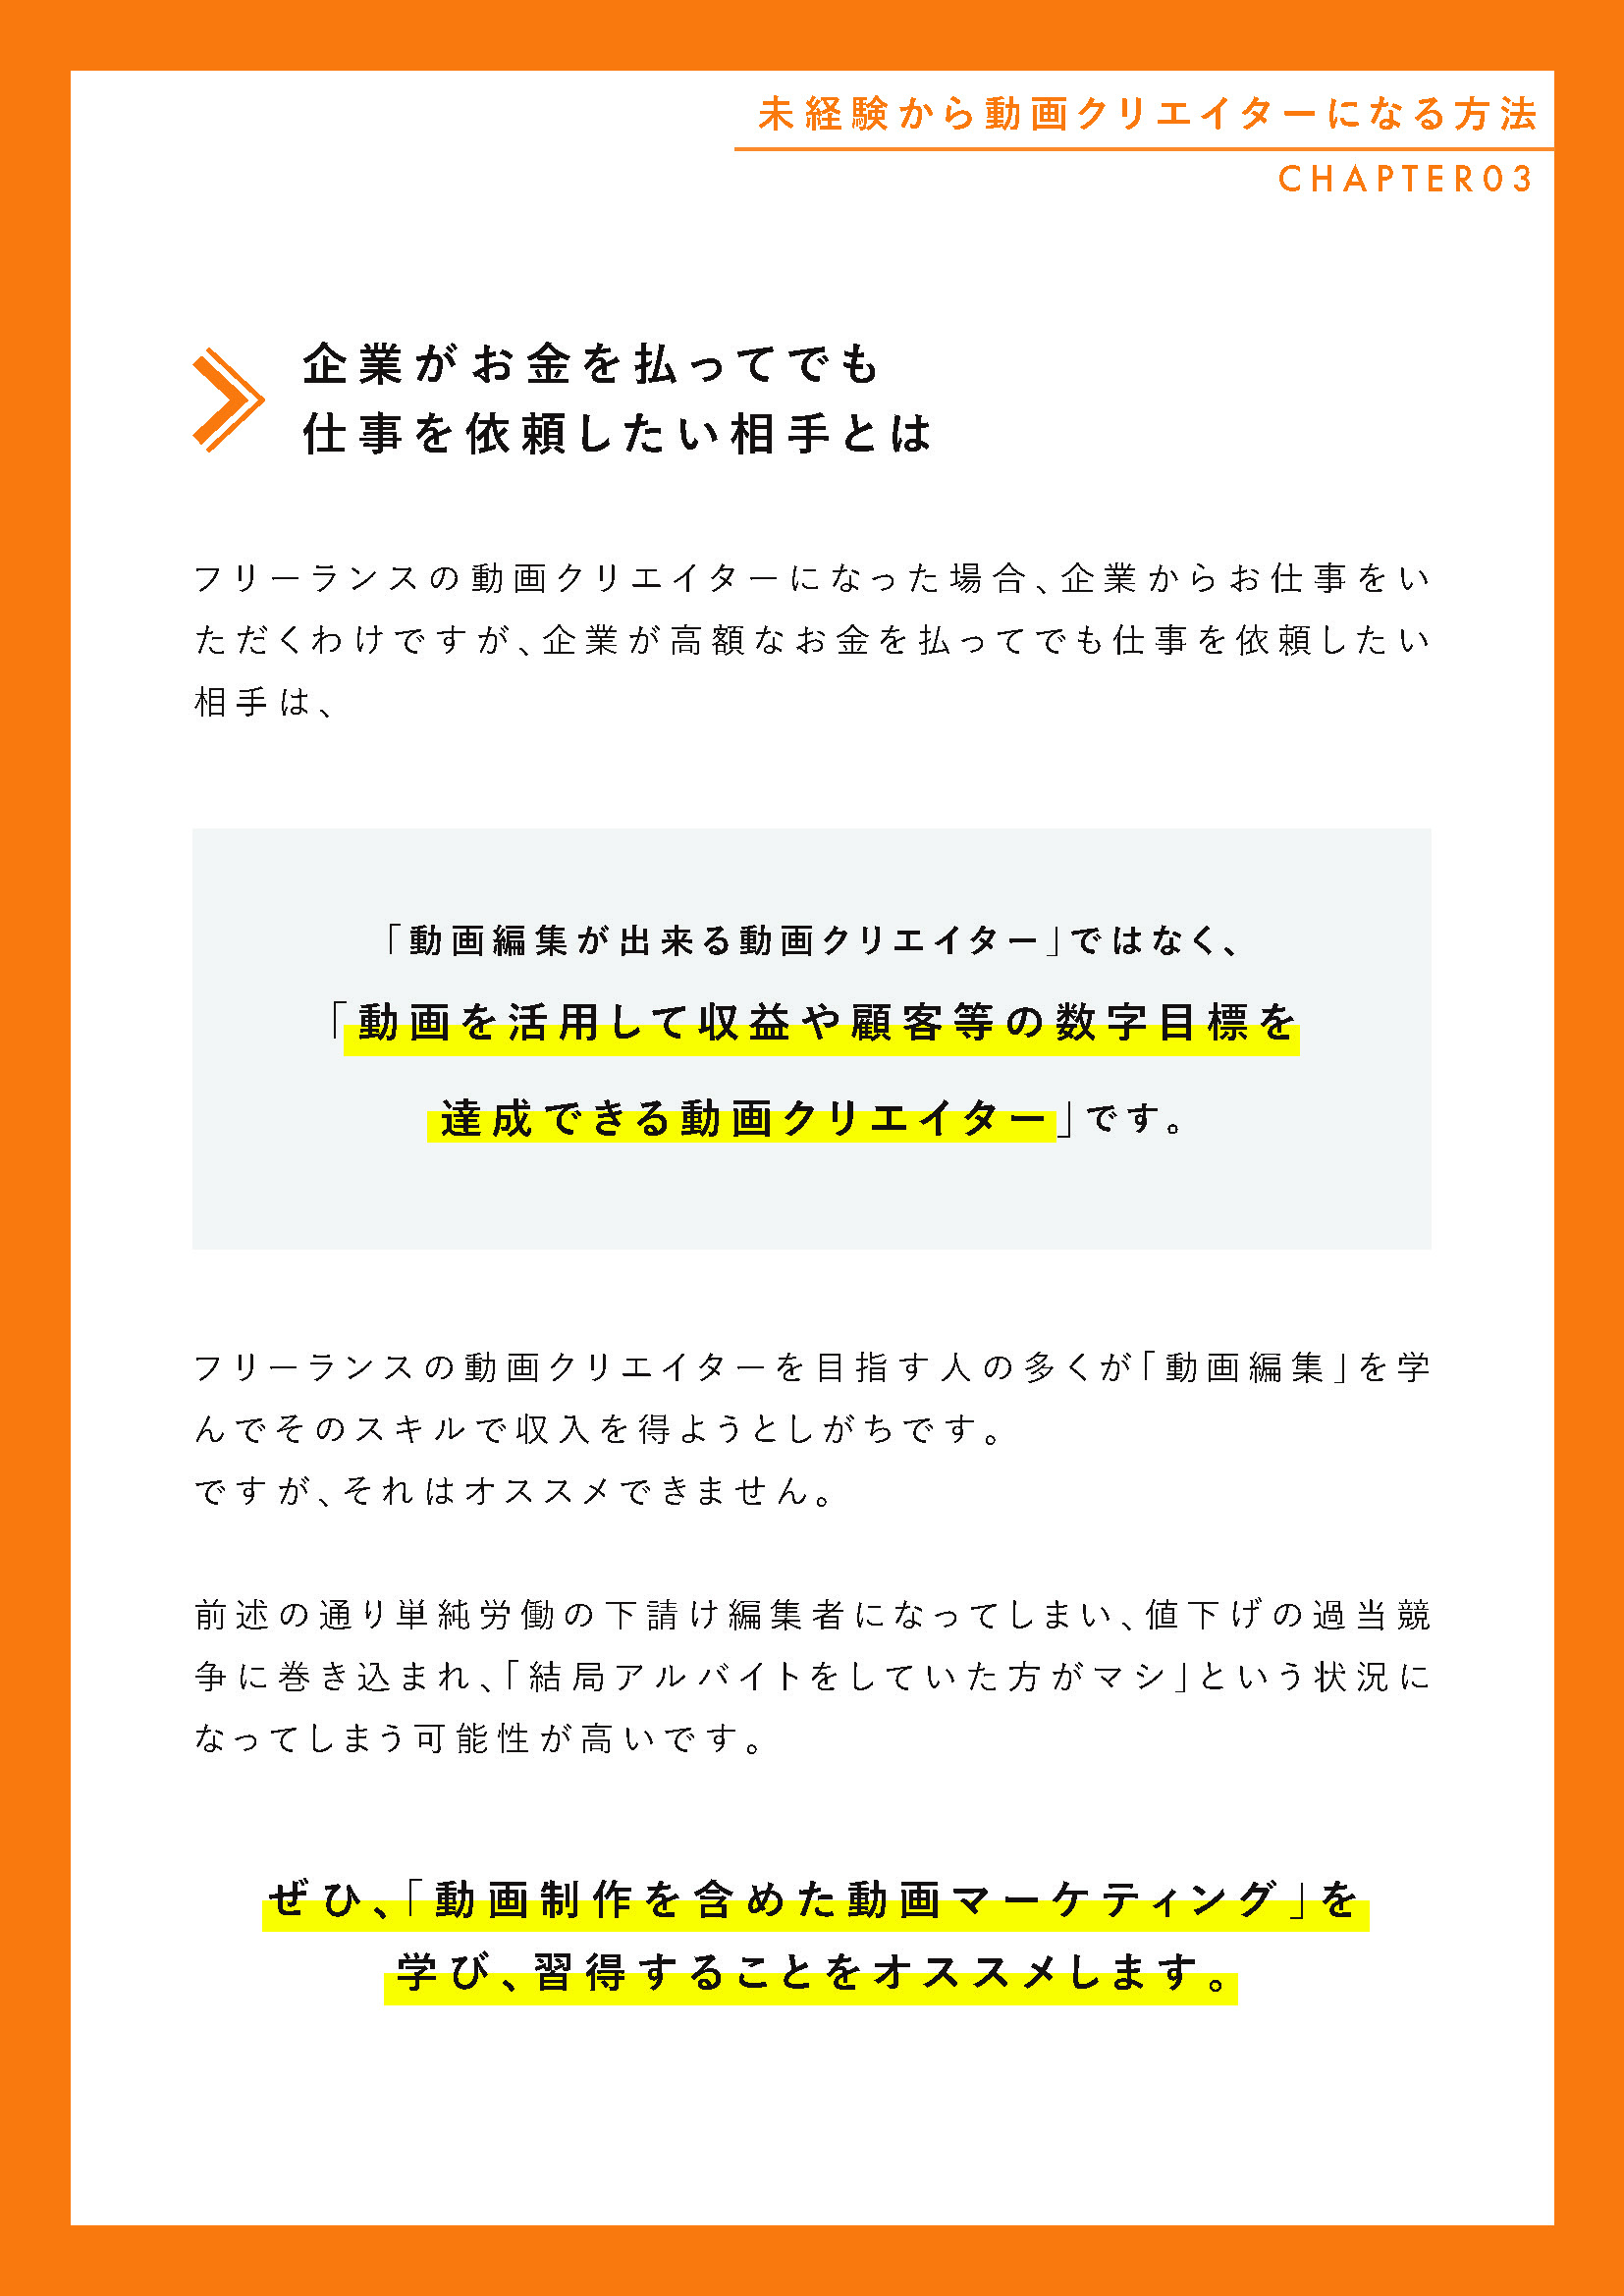 未経験から動画クリエイターになる方法
CHAPTER03
企業がお金を払ってでも
仕事を依頼したい相手とは
フリーランスの動画クリエイターになった場合、企業からお仕事をい
ただくわけですが、企業が高額なお金を払ってでも仕事を依頼したい
相手は、
「動画編集が出来る動画クリエイター」ではなく、
「動画を活用して収益や顧客等の数字目標を
達成できる動画クリエイター」です。
フリーランスの動画クリエイターを目指す人の多くが「動画編集」を学
んでそのスキルで収入を得ようとしがちです。
ですが、それはオススメできません。
前述の通り単純労働の下請け編集者になってしまい、値下げの過当競
争に巻き込まれ、「結局アルバイトをしていた方がマシ」という状況に
なってしまう可能性が高いです。
ぜひ、「動画制作を含めた動画マーケティング」を
学び、習得することをオススメします。